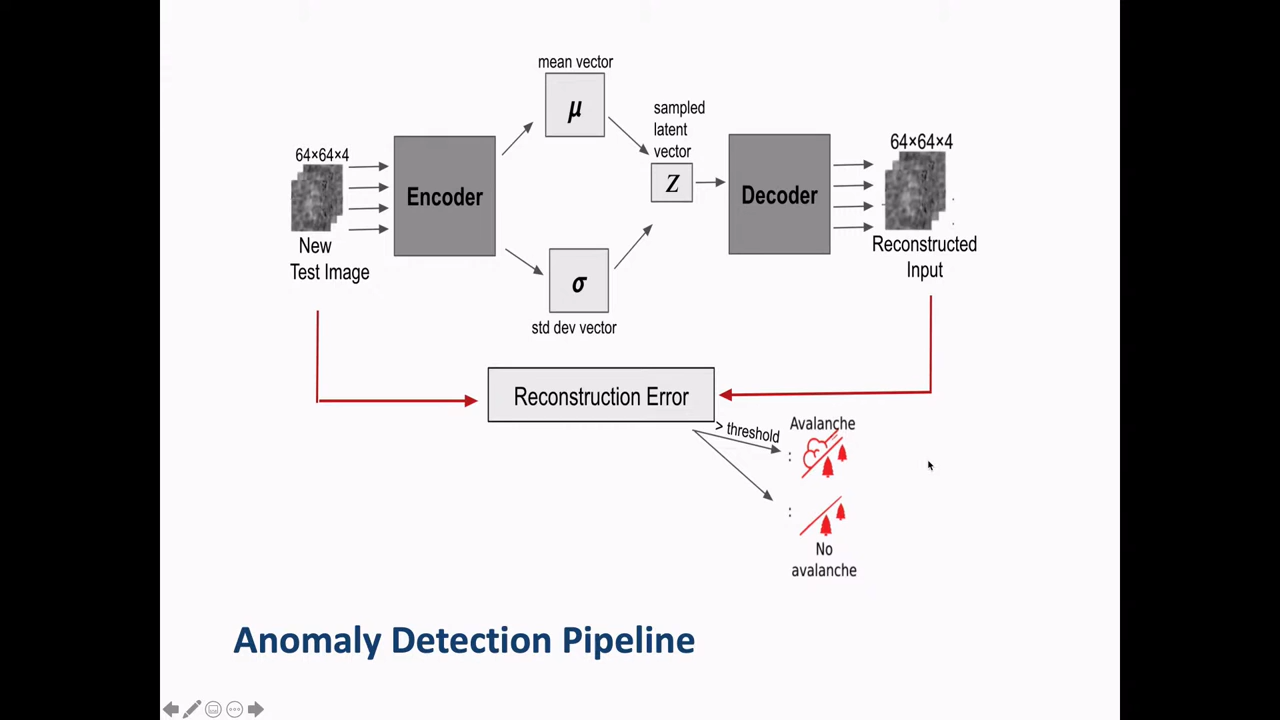 mean vector
μ
sampled
latent
vector
64×64×4
Encoder
Z
Decoder
64×64×4
New
Test Image
σ
std dev vector
Reconstructed
Input
Reconstruction Error
> threshold
Avalanche
:
:
No
avalanche
Anomaly Detection Pipeline